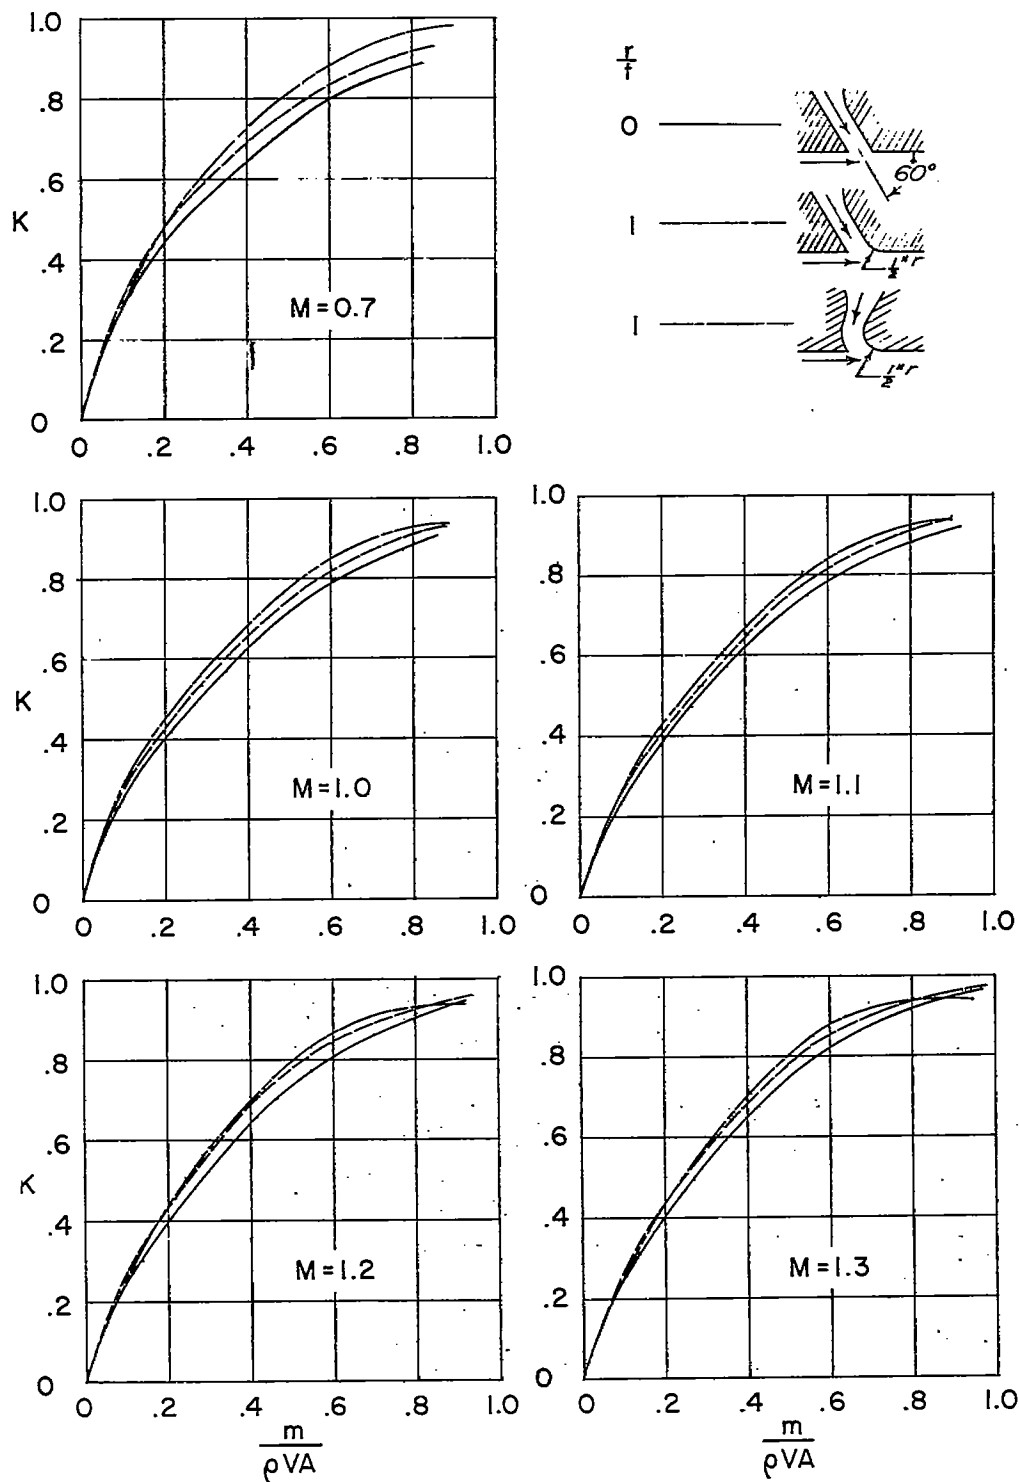 1.0
.8
.6
K
.4
M = 0.7
.2
0
0 .2 .4 .6 .8 1.0
r/t
0
60°
1
1/2" r
1
1/2" r
1.0
.8
.6
K
.4
M = 1.0
.2
0
0 .2 .4 .6 .8 1.0
1.0
.8
.6
.4
M = 1.1
.2
0
0 .2 .4 .6 .8 1.0
1.0
.8
.6
K
.4
M = 1.2
.2
0
0 .2 .4 .6 .8 1.0
m
ρVA
1.0
.8
.6
.4
M = 1.3
.2
0
0 .2 .4 .6 .8 1.0
m
ρVA